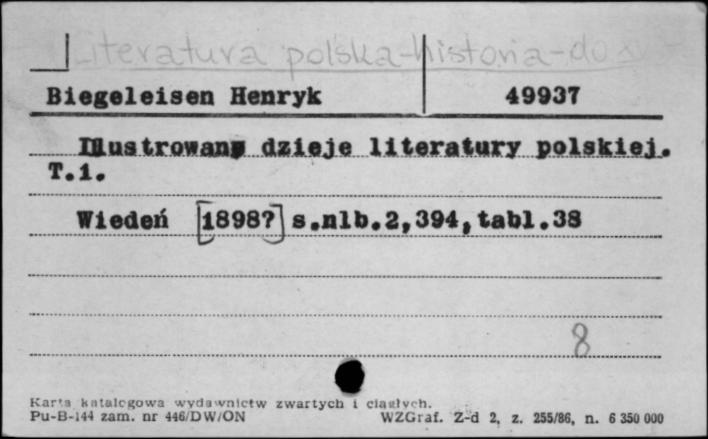 Literatura polska-historia-do
Biegeleisen Henryk 49937
Illustrowane dzieje literatury polskiej.
T.1.
Wiedeń [1898?] s.nlb.2,394,tabl.38
8
Karta katalogowa wydawnictw zwartych i ciągłych.
Pu-B-144 zam. nr 446/DW/ON WZGraf. Z-d 2, z. 255/86, n. 6 350 000